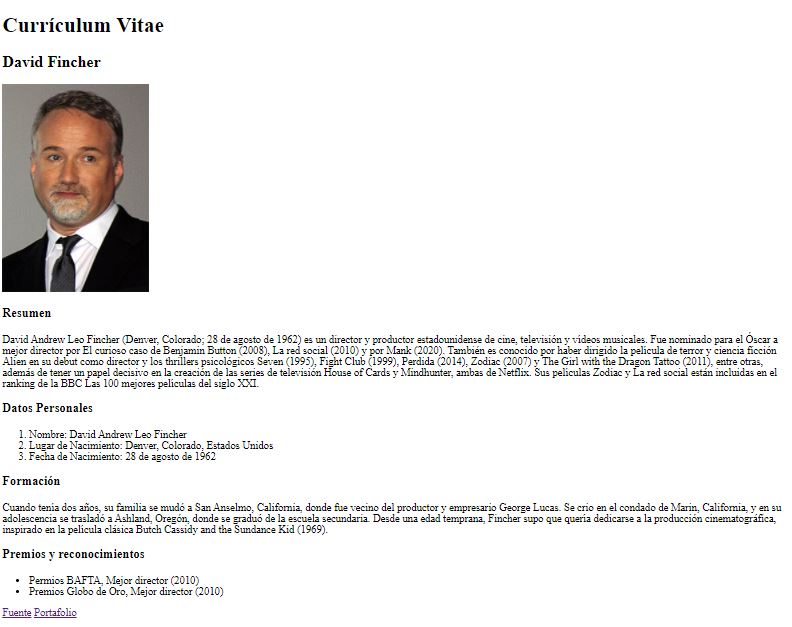 Currículum Vitae
David Fincher
Resumen
David Andrew Leo Fincher (Denver, Colorado; 28 de agosto de 1962) es un director y productor estadounidense de cine, televisión y videos musicales. Fue nominado para el Óscar a
mejor director por El curioso caso de Benjamin Button (2008), La red social (2010) y por Mank (2020). También es conocido por haber dirigido la película de terror y ciencia ficción
Alien en su debut como director y los thrillers psicológicos Seven (1995), Fight Club (1999), Perdida (2014), Zodiac (2007) y The Girl with the Dragon Tattoo (2011), entre otras,
además de tener un papel decisivo en la creación de las series de televisión House of Cards y Mindhunter, ambas de Netflix. Sus películas Zodiac y La red social están incluidas en el
ranking de la BBC Las 100 mejores películas del siglo XXI.
Datos Personales
1. Nombre: David Andrew Leo Fincher
2. Lugar de Nacimiento: Denver, Colorado, Estados Unidos
3. Fecha de Nacimiento: 28 de agosto de 1962
Formación
Cuando tenía dos años, su familia se mudó a San Anselmo, California, donde fue vecino del productor y empresario George Lucas. Se crio en el condado de Marin, California, y en su
adolescencia se trasladó a Ashland, Oregón, donde se graduó de la escuela secundaria. Desde una edad temprana, Fincher supo que quería dedicarse a la producción cinematográfica,
inspirado en la película clásica Butch Cassidy and the Sundance Kid (1969).
Premios y reconocimientos
• Permios BAFTA, Mejor director (2010)
• Premios Globo de Oro, Mejor director (2010)
Fuente Portafolio